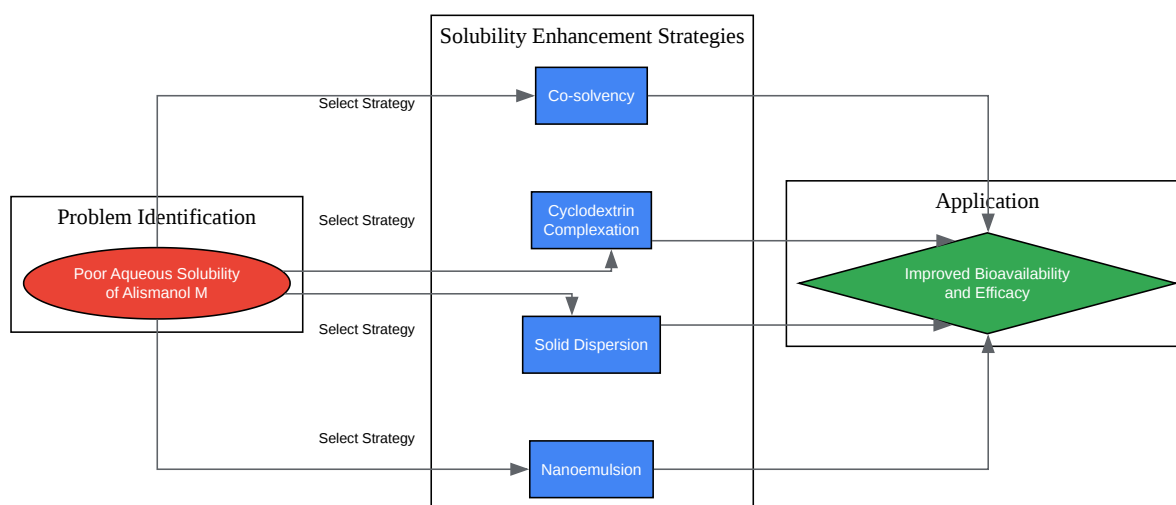 Solubility Enhancement Strategies
Co-solvency
Select Strategy
Cyclodextrin
Complexation
Select Strategy
Problem Identification
Application
Poor Aqueous Solubility
of Alismanol M
Improved Bioavailability
and Efficacy
Select Strategy
Solid Dispersion
Select Strategy
Nanoemulsion